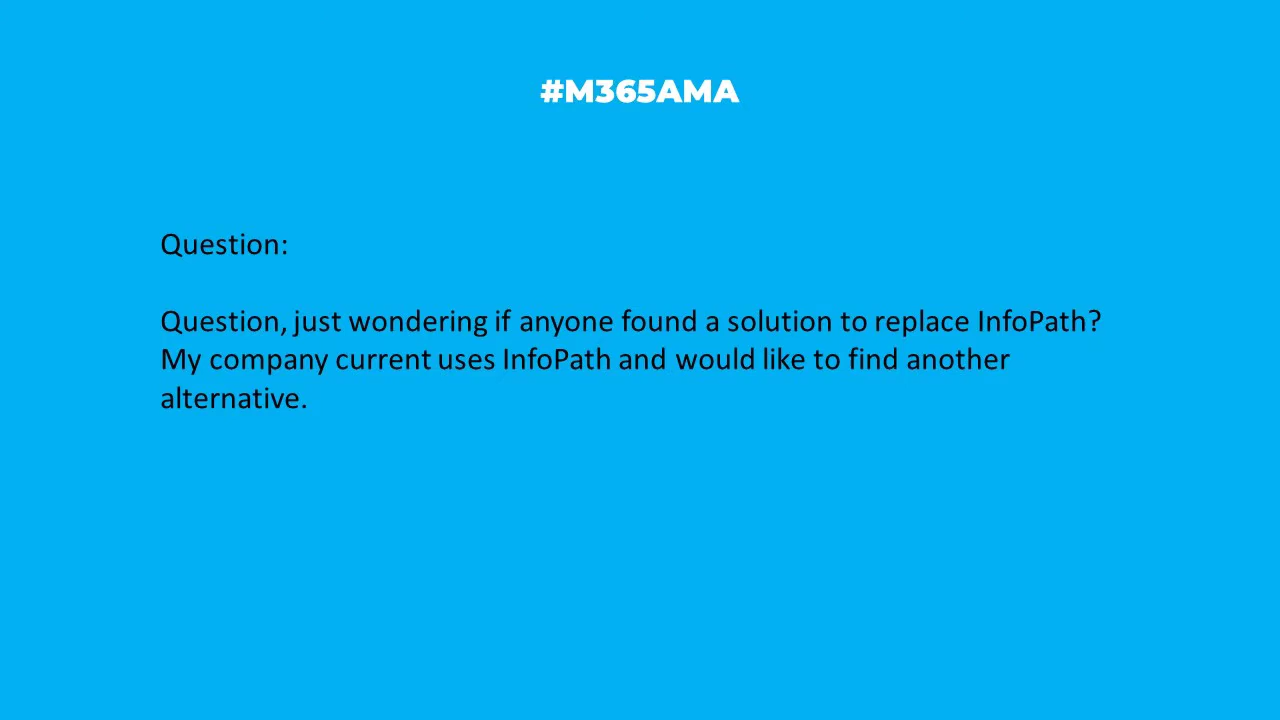 #M365AMA
Question:
Question, just wondering if anyone found a solution to replace InfoPath?
My company current uses InfoPath and would like to find another
alternative.